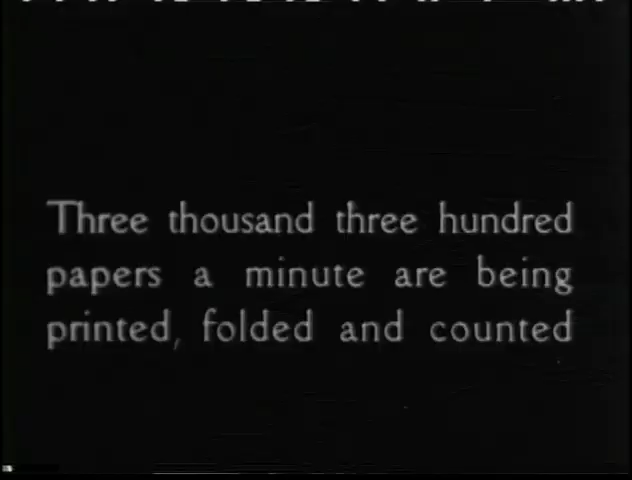 Three thousand three hundred
papers a minute are being
printed, folded and counted